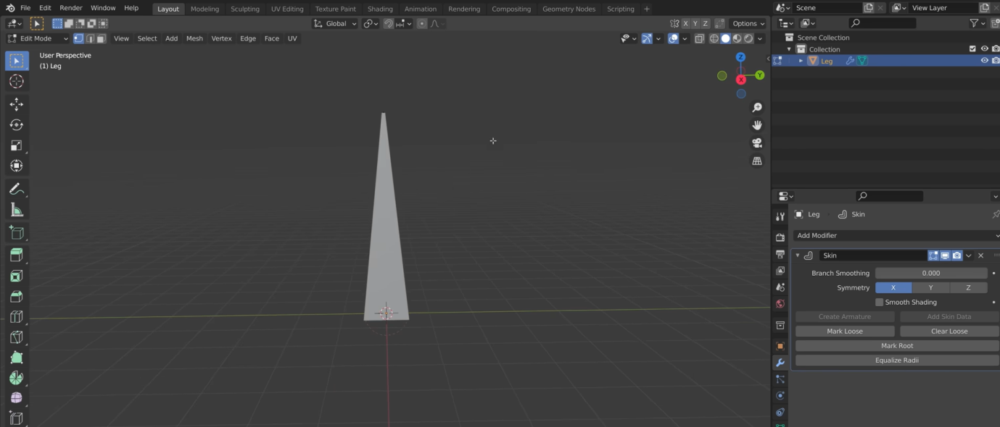 File Edit Render Window Help Layout Modeling Sculpting UV Editing Texture Paint Shading Animation Rendering Compositing Geometry Nodes Scripting + Scene View Layer
Global X Y Z Options
Edit Mode View Select Add Mesh Vertex Edge Face UV
User Perspective
(1) Leg
Z
Y
X
Scene Collection
Collection
Leg
Leg Skin
Add Modifier
Skin
Branch Smoothing 0.000
Symmetry X Y Z
Smooth Shading
Create Armature Add Skin Data
Mark Loose Clear Loose
Mark Root
Equalize Radii